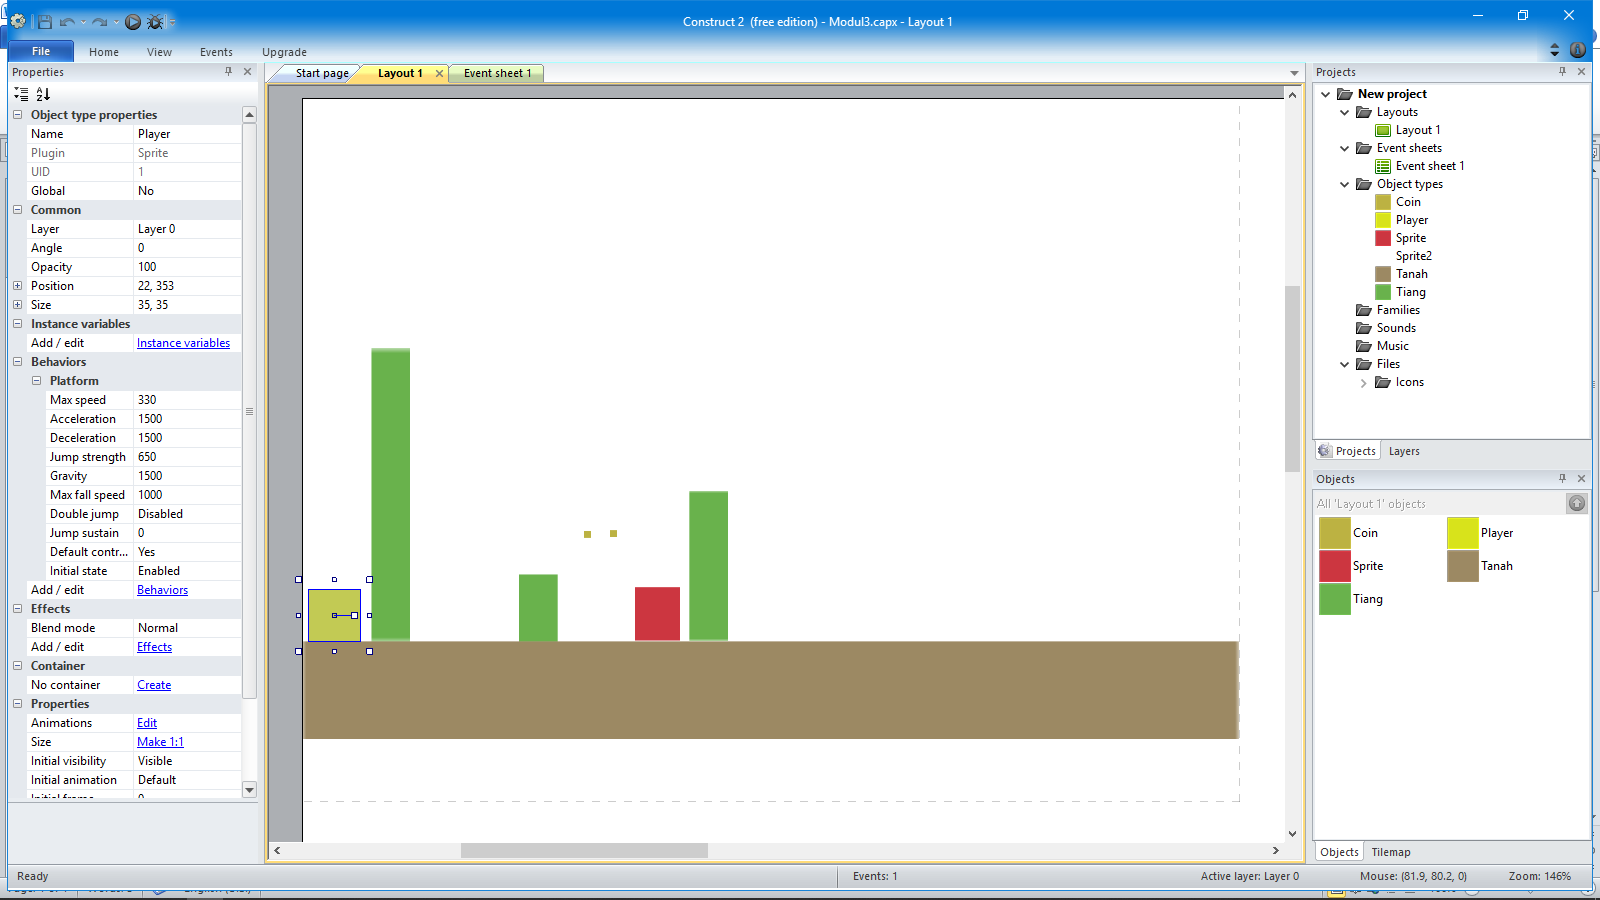 Construct 2  (free edition) - Modul3.capx - Layout 1
File Home View Events Upgrade
Properties
Object type properties
Name Player
Plugin Sprite
UID 1
Global No
Common
Layer Layer 0
Angle 0
Opacity 100
Position 22, 353
Size 35, 35
Instance variables
Add / edit Instance variables
Behaviors
Platform
Max speed 330
Acceleration 1500
Deceleration 1500
Jump strength 650
Gravity 1500
Max fall speed 1000
Double jump Disabled
Jump sustain 0
Default contr... Yes
Initial state Enabled
Add / edit Behaviors
Effects
Blend mode Normal
Add / edit Effects
Container
No container Create
Properties
Animations Edit
Size Make 1:1
Initial visibility Visible
Initial animation Default
Start page Layout 1 Event sheet 1
Projects
New project
Layouts
Layout 1
Event sheets
Event sheet 1
Object types
Coin
Player
Sprite
Sprite2
Tanah
Tiang
Families
Sounds
Music
Files
Icons
Projects Layers
Objects
All 'Layout 1' objects
Coin Player
Sprite Tanah
Tiang
Objects Tilemap
Ready Events: 1 Active layer: Layer 0 Mouse: (81.9, 80.2, 0) Zoom: 146%